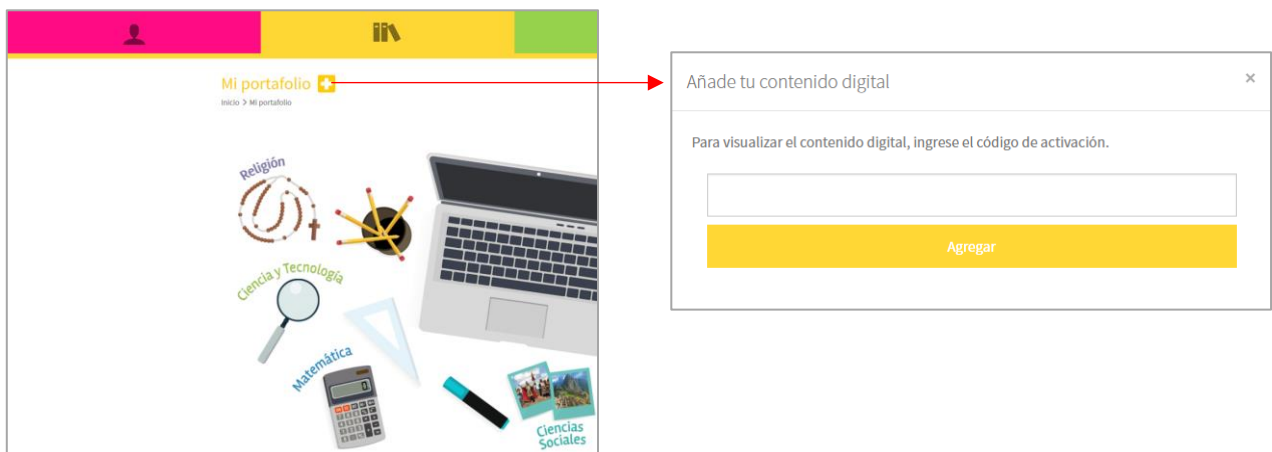 Mi portafolio
Inicio > Mi portafolio
Religión
Ciencia y Tecnología
Matemática
0.
Ciencias
Sociales
Añade tu contenido digital
×
Para visualizar el contenido digital, ingrese el código de activación.
Agregar